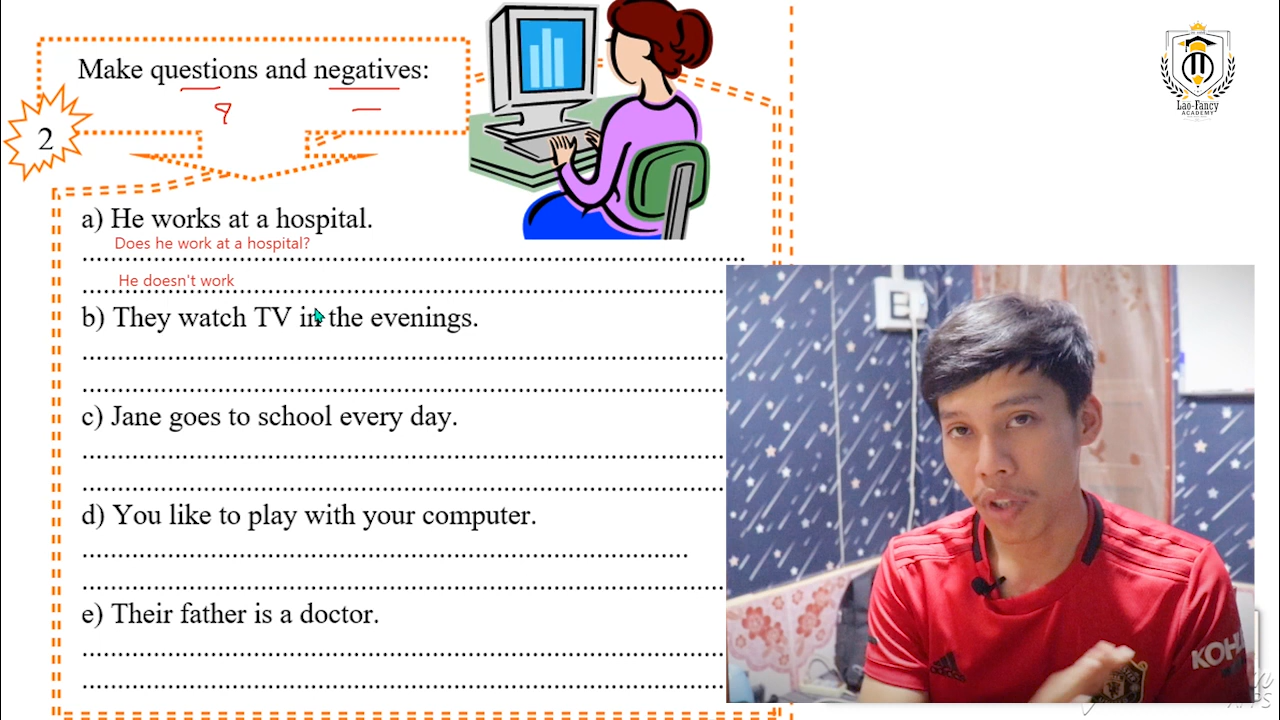 Make questions and negatives:
?
2
Lao-Fancy
ACADEMY
a) He works at a hospital.
Does he work at a hospital?
He doesn't work
b) They watch TV in the evenings.
c) Jane goes to school every day.
d) You like to play with your computer.
e) Their father is a doctor.
adidas
KOH